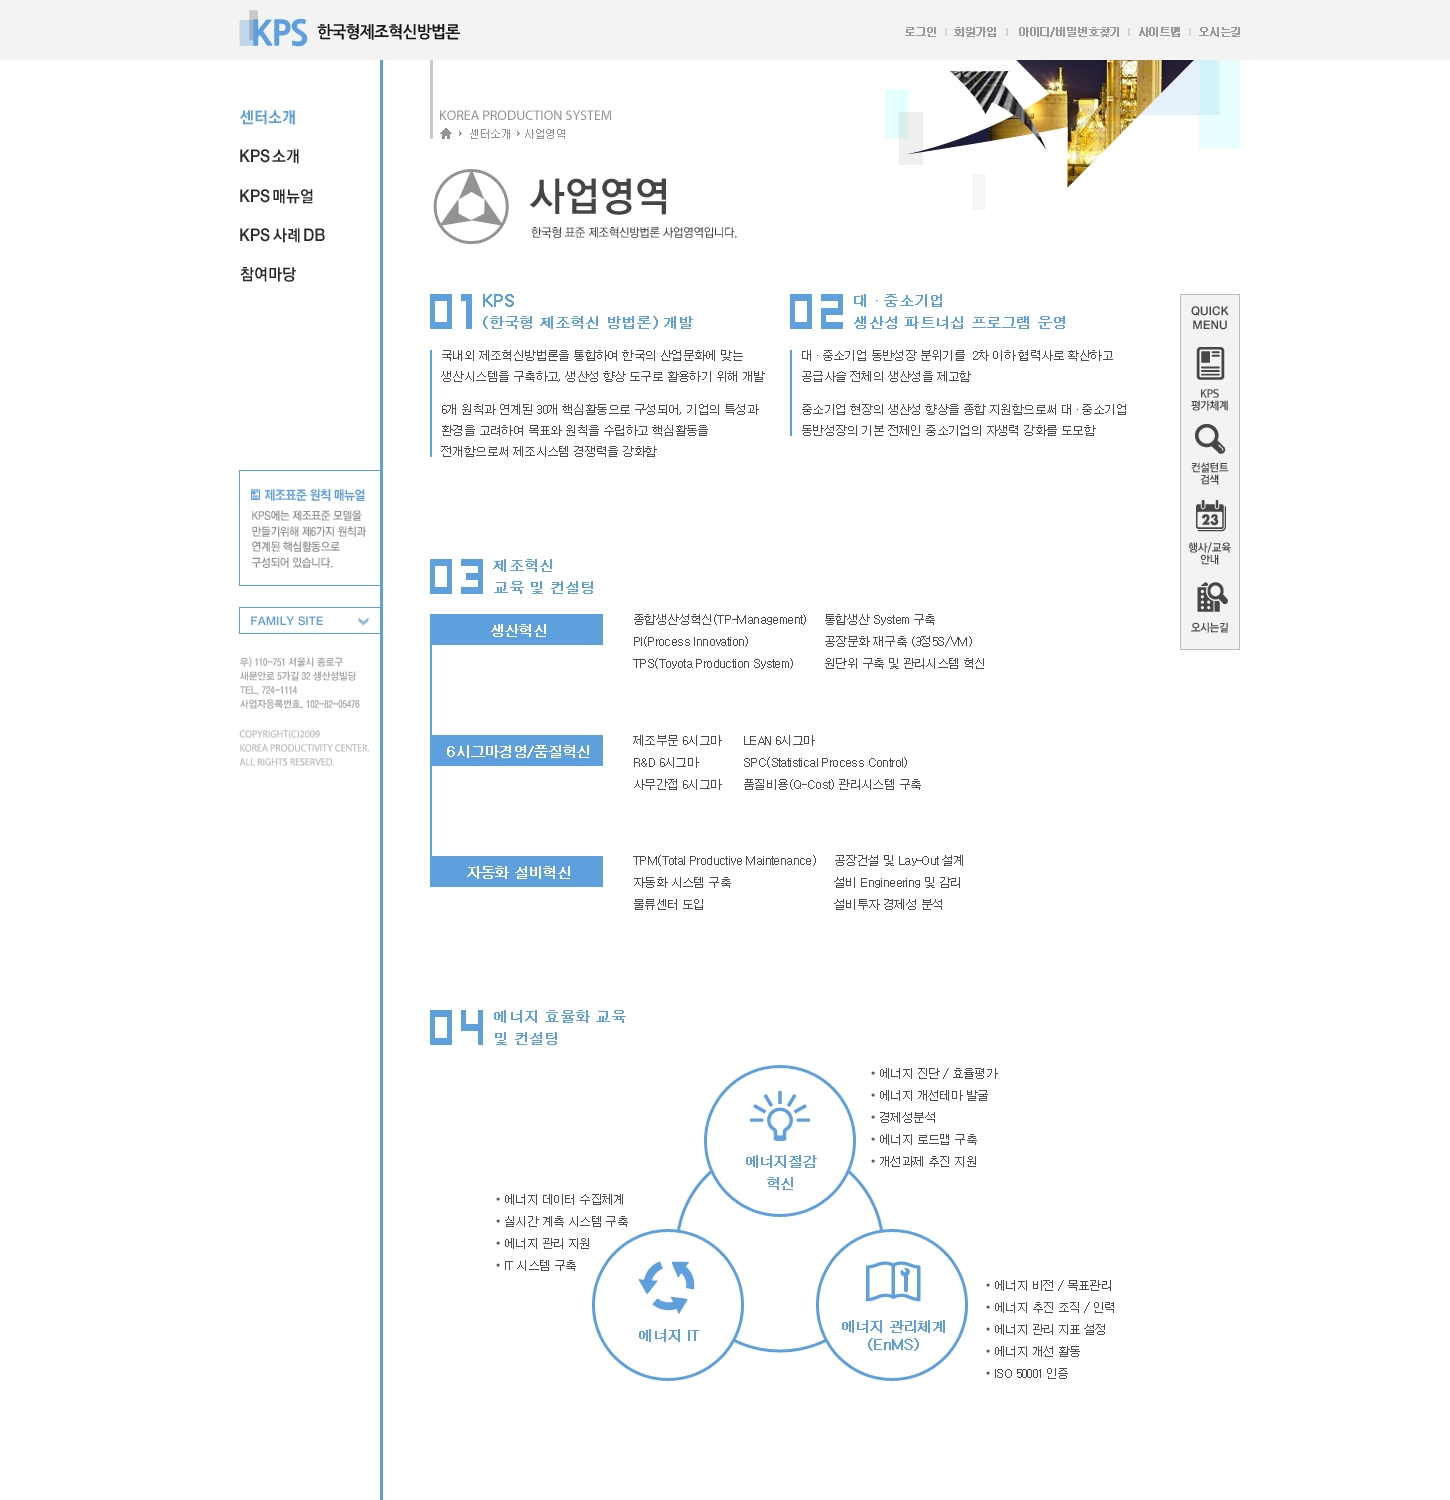 KPS 한국형제조혁신방법론
로그인 | 회원가입 | 아이디/비밀번호찾기 | 사이트맵 | 오시는길
센터소개
KPS 소개
KPS 매뉴얼
KPS 사례 DB
참여마당
제조표준 원칙 매뉴얼
KPS에는 제조표준 모델을
만들기위해 제6가지 원칙과
연계된 핵심활동으로
구성되어 있습니다.
FAMILY SITE
우) 110-751 서울시 종로구
새문안로 5가길 32 생산성빌딩
TEL. 724-1114
사업자등록번호. 102-82-05476
COPYRIGHT(C)2009
KOREA PRODUCTIVITY CENTER.
ALL RIGHTS RESERVED.
KOREA PRODUCTION SYSTEM
> 센터소개 > 사업영역
사업영역
한국형 표준 제조혁신방법론 사업영역입니다.
01 KPS
(한국형 제조혁신 방법론) 개발
국내외 제조혁신방법론을 통합하여 한국의 산업문화에 맞는
생산시스템을 구축하고, 생산성 향상 도구로 활용하기 위해 개발
6개 원칙과 연계된 30개 핵심활동으로 구성되어, 기업의 특성과
환경을 고려하여 목표와 원칙을 수립하고 핵심활동을
전개함으로써 제조시스템 경쟁력을 강화함
02 대 · 중소기업
생산성 파트너십 프로그램 운영
대 · 중소기업 동반성장 분위기를 2차 이하 협력사로 확산하고
공급사슬 전체의 생산성을 제고함
중소기업 현장의 생산성 향상을 종합 지원함으로써 대 · 중소기업
동반성장의 기본 전제인 중소기업의 자생력 강화를 도모함
QUICK
MENU
KPS
평가체계
컨설턴트
검색
23
행사/교육
안내
오시는길
03 제조혁신
교육 및 컨설팅
생산혁신
종합생산성혁신(TP-Management) 통합생산 System 구축
PI(Process Innovation) 공장문화 재구축 (3정5S/VM)
TPS(Toyota Production System) 원단위 구축 및 관리시스템 혁신
6시그마경영/품질혁신
제조부문 6시그마 LEAN 6시그마
R&D 6시그마 SPC(Statistical Process Control)
사무간접 6시그마 품질비용(Q-Cost) 관리시스템 구축
자동화 설비혁신
TPM(Total Productive Maintenance) 공장건설 및 Lay-Out 설계
자동화 시스템 구축 설비 Engineering 및 감리
물류센터 도입 설비투자 경제성 분석
04 에너지 효율화 교육
및 컨설팅
에너지절감
혁신
• 에너지 진단 / 효율평가
• 에너지 개선테마 발굴
• 경제성분석
• 에너지 로드맵 구축
• 개선과제 추진 지원
• 에너지 데이터 수집체계
• 실시간 계측 시스템 구축
• 에너지 관리 지원
• IT 시스템 구축
에너지 IT
에너지 관리체계
(EnMS)
• 에너지 비전 / 목표관리
• 에너지 추진 조직 / 인력
• 에너지 관리 지표 설정
• 에너지 개선 활동
• ISO 50001 인증